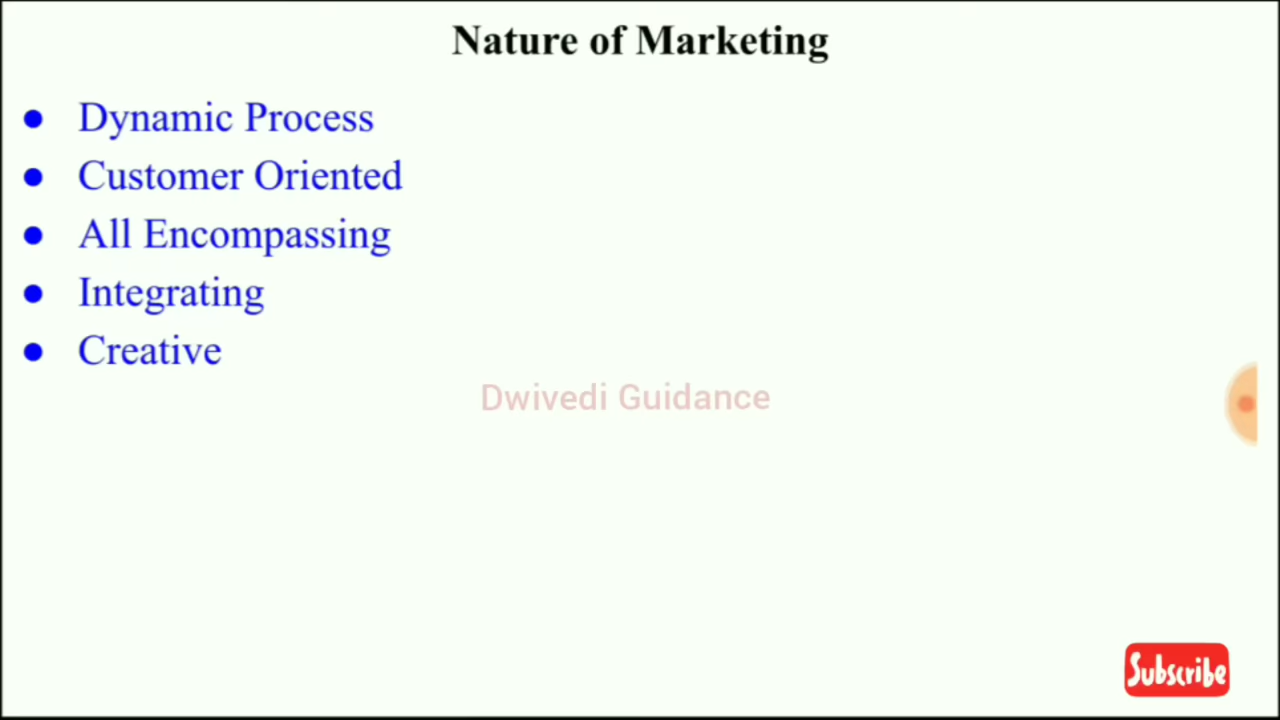 Nature of Marketing
● Dynamic Process
● Customer Oriented
● All Encompassing
● Integrating
● Creative
Dwivedi Guidance
Subscribe